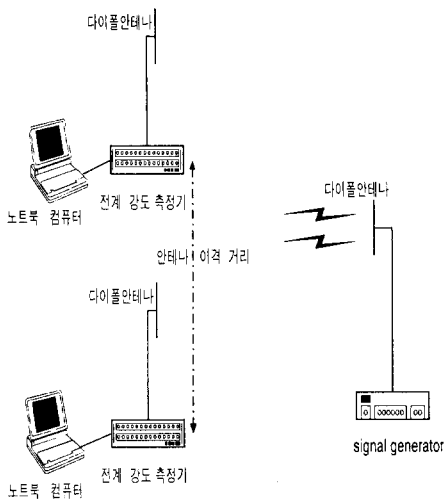 다이폴안테나
노트북 컴퓨터
전계 강도 측정기
다이폴안테나
안테나 이격 거리
다이폴안테나
노트북 컴퓨터
전계 강도 측정기
signal generator